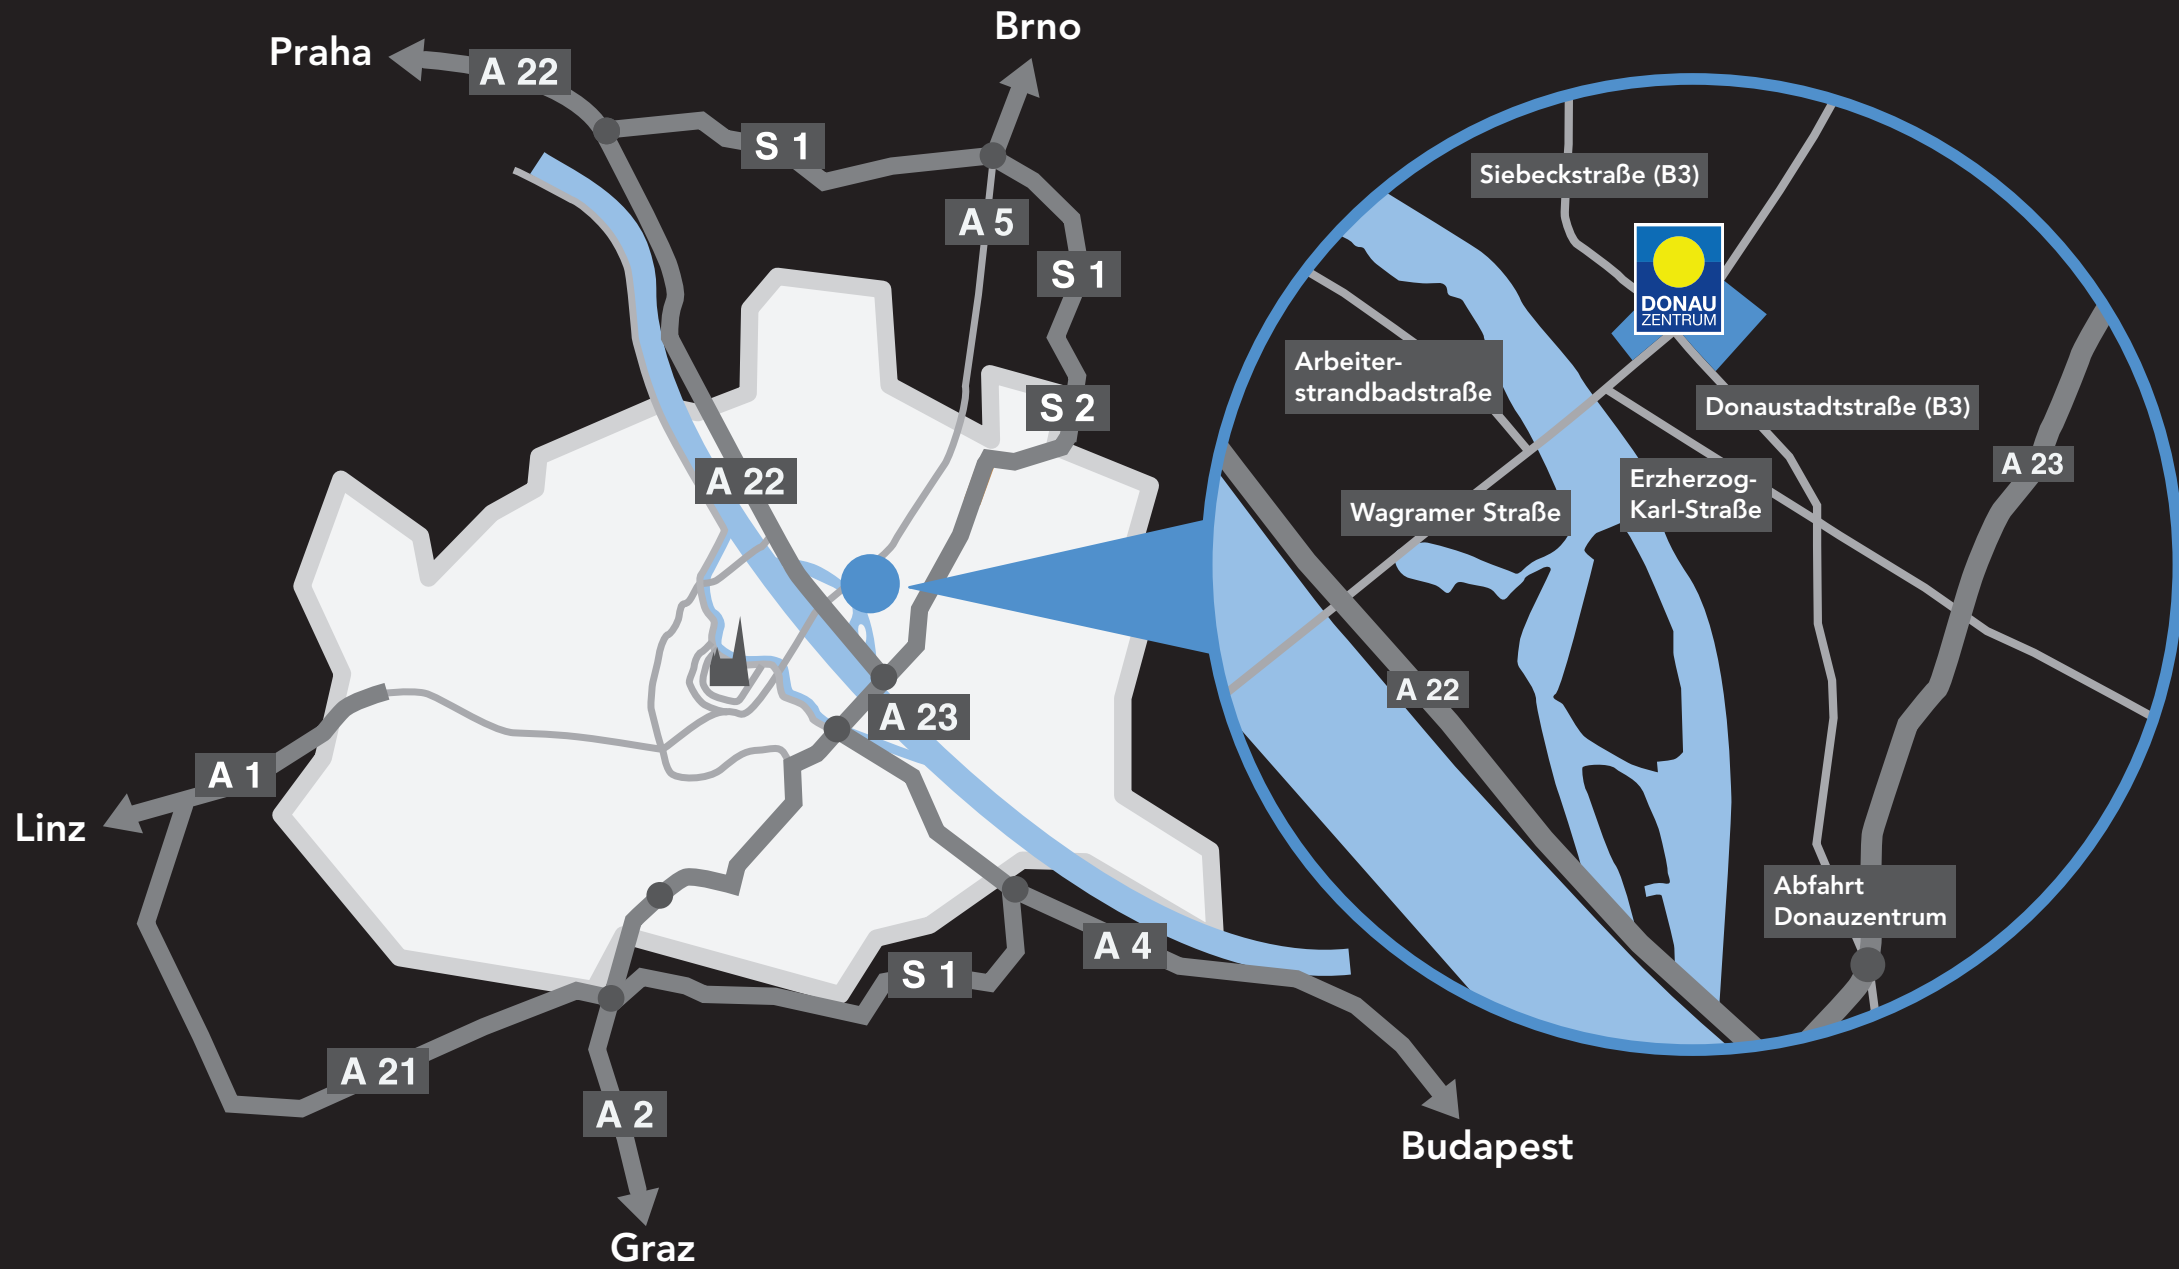 Brno
Praha
A 22
S 1
A 5
S 1
S 2
A 22
A 23
A 1
Linz
A 4
S 1
A 21
A 2
Budapest
Graz
Siebeckstraße (B3)
DONAU
ZENTRUM
Arbeiter-
strandbadstraße
Donaustadtstraße (B3)
A 23
Erzherzog-
Karl-Straße
Wagramer Straße
A 22
Abfahrt
Donauzentrum